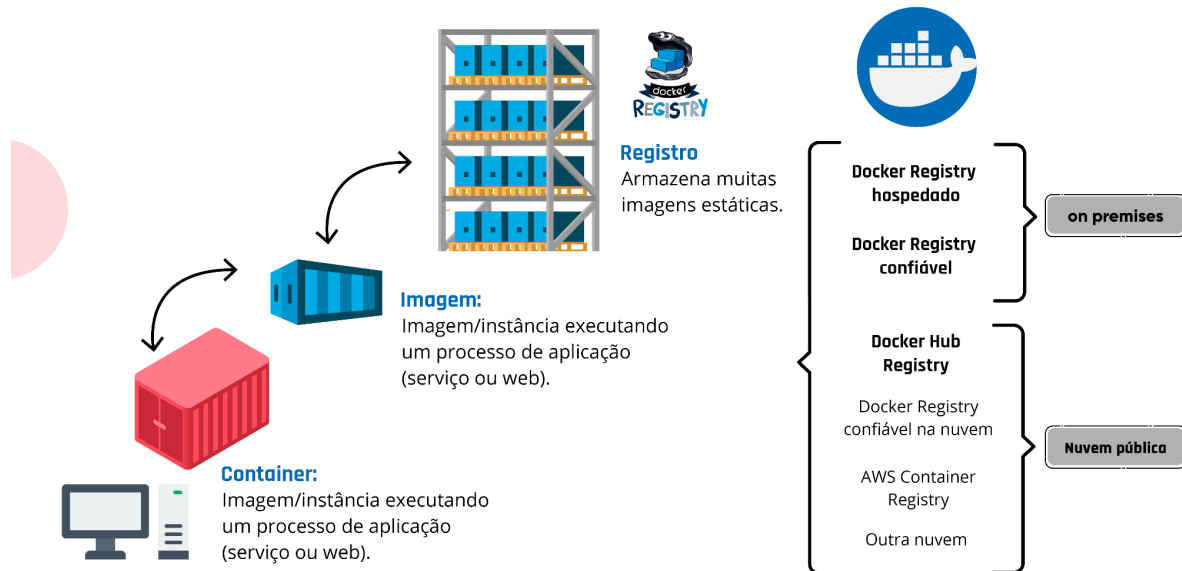 docker
REGISTRY
Registro
Armazena muitas
imagens estáticas.
Imagem:
Imagem/instância executando
um processo de aplicação
(serviço ou web).
Container:
Imagem/instância executando
um processo de aplicação
(serviço ou web).
Docker Registry
hospedado
Docker Registry
confiável
on premises
Docker Hub
Registry
Docker Registry
confiável na nuvem
AWS Container
Registry
Outra nuvem
Nuvem pública